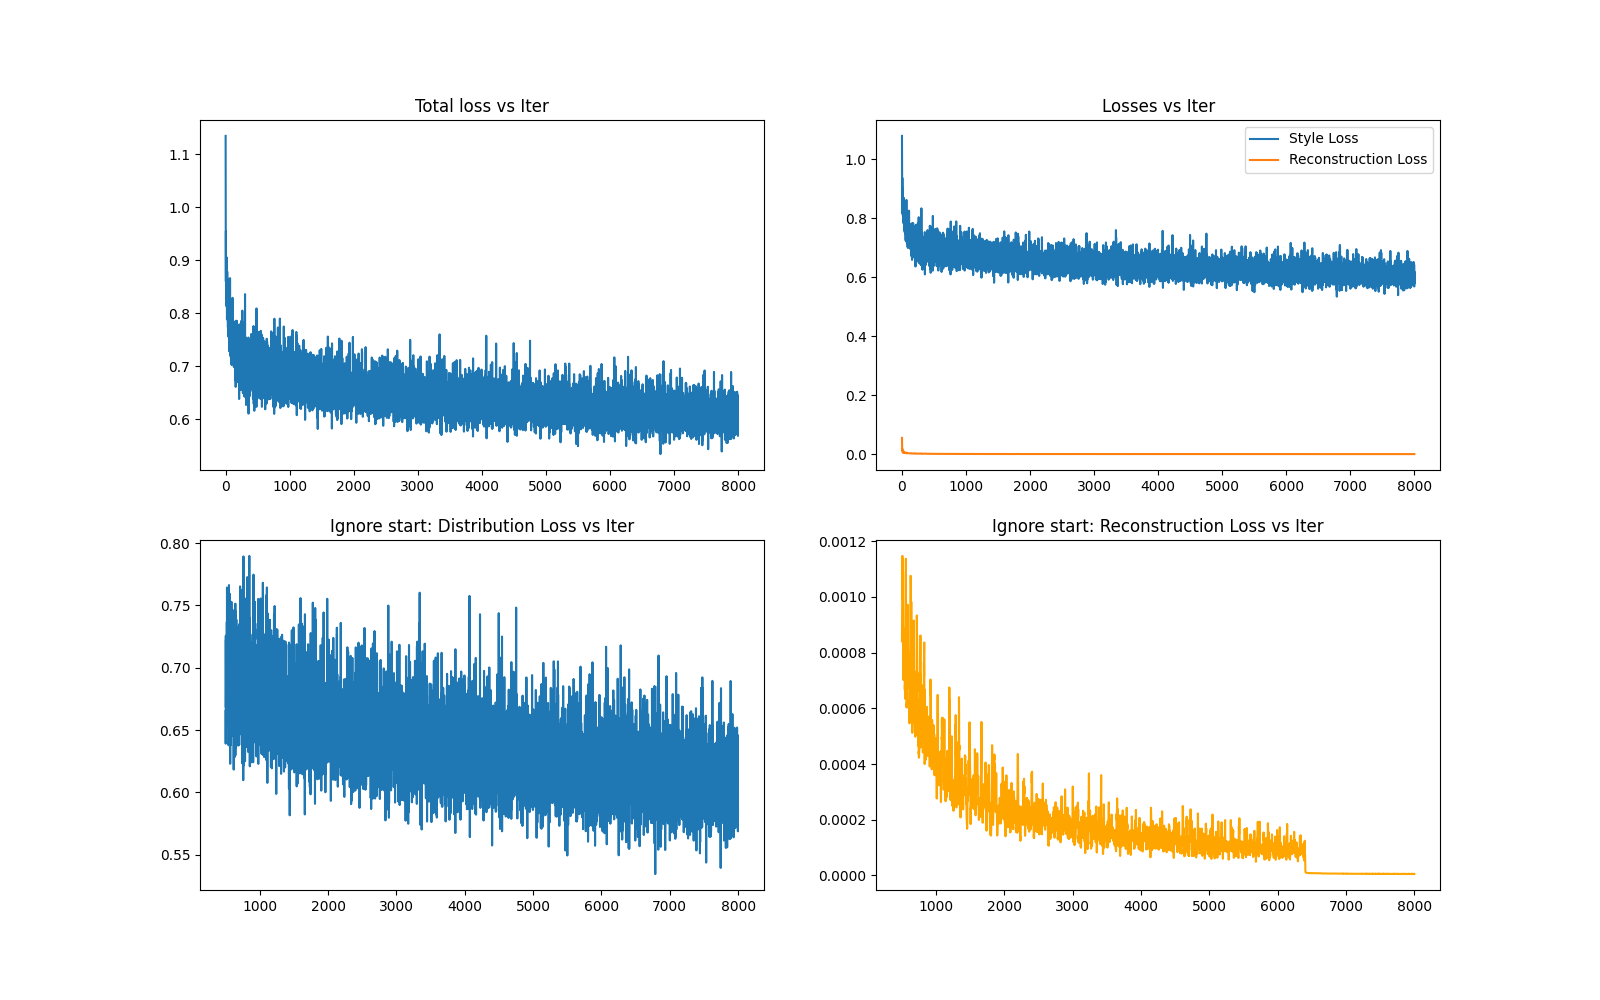 Total loss vs Iter
1.1
1.0
0.9
0.8
0.7
0.6
0 1000 2000 3000 4000 5000 6000 7000 8000
Losses vs Iter
Style Loss
Reconstruction Loss
1.0
0.8
0.6
0.4
0.2
0.0
0 1000 2000 3000 4000 5000 6000 7000 8000
Ignore start: Distribution Loss vs Iter
0.80
0.75
0.70
0.65
0.60
0.55
1000 2000 3000 4000 5000 6000 7000 8000
Ignore start: Reconstruction Loss vs Iter
0.0012
0.0010
0.0008
0.0006
0.0004
0.0002
0.0000
1000 2000 3000 4000 5000 6000 7000 8000